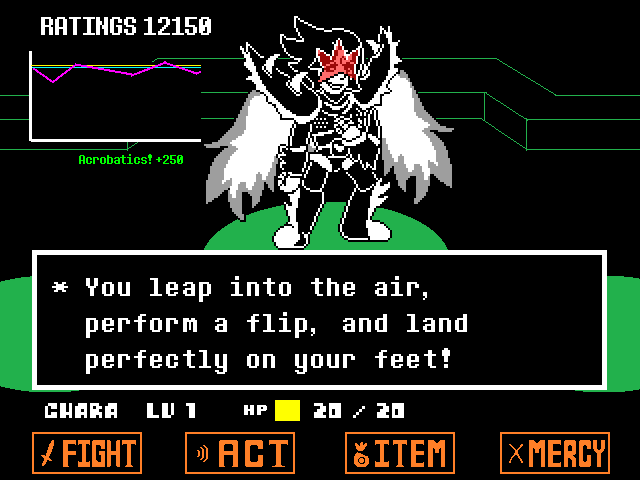 RATINGS 12150
Acrobatics! +250
* You leap into the air,
perform a flip, and land
perfectly on your feet!
CHARA LV 1 HP 20 / 20
FIGHT ACT ITEM MERCY